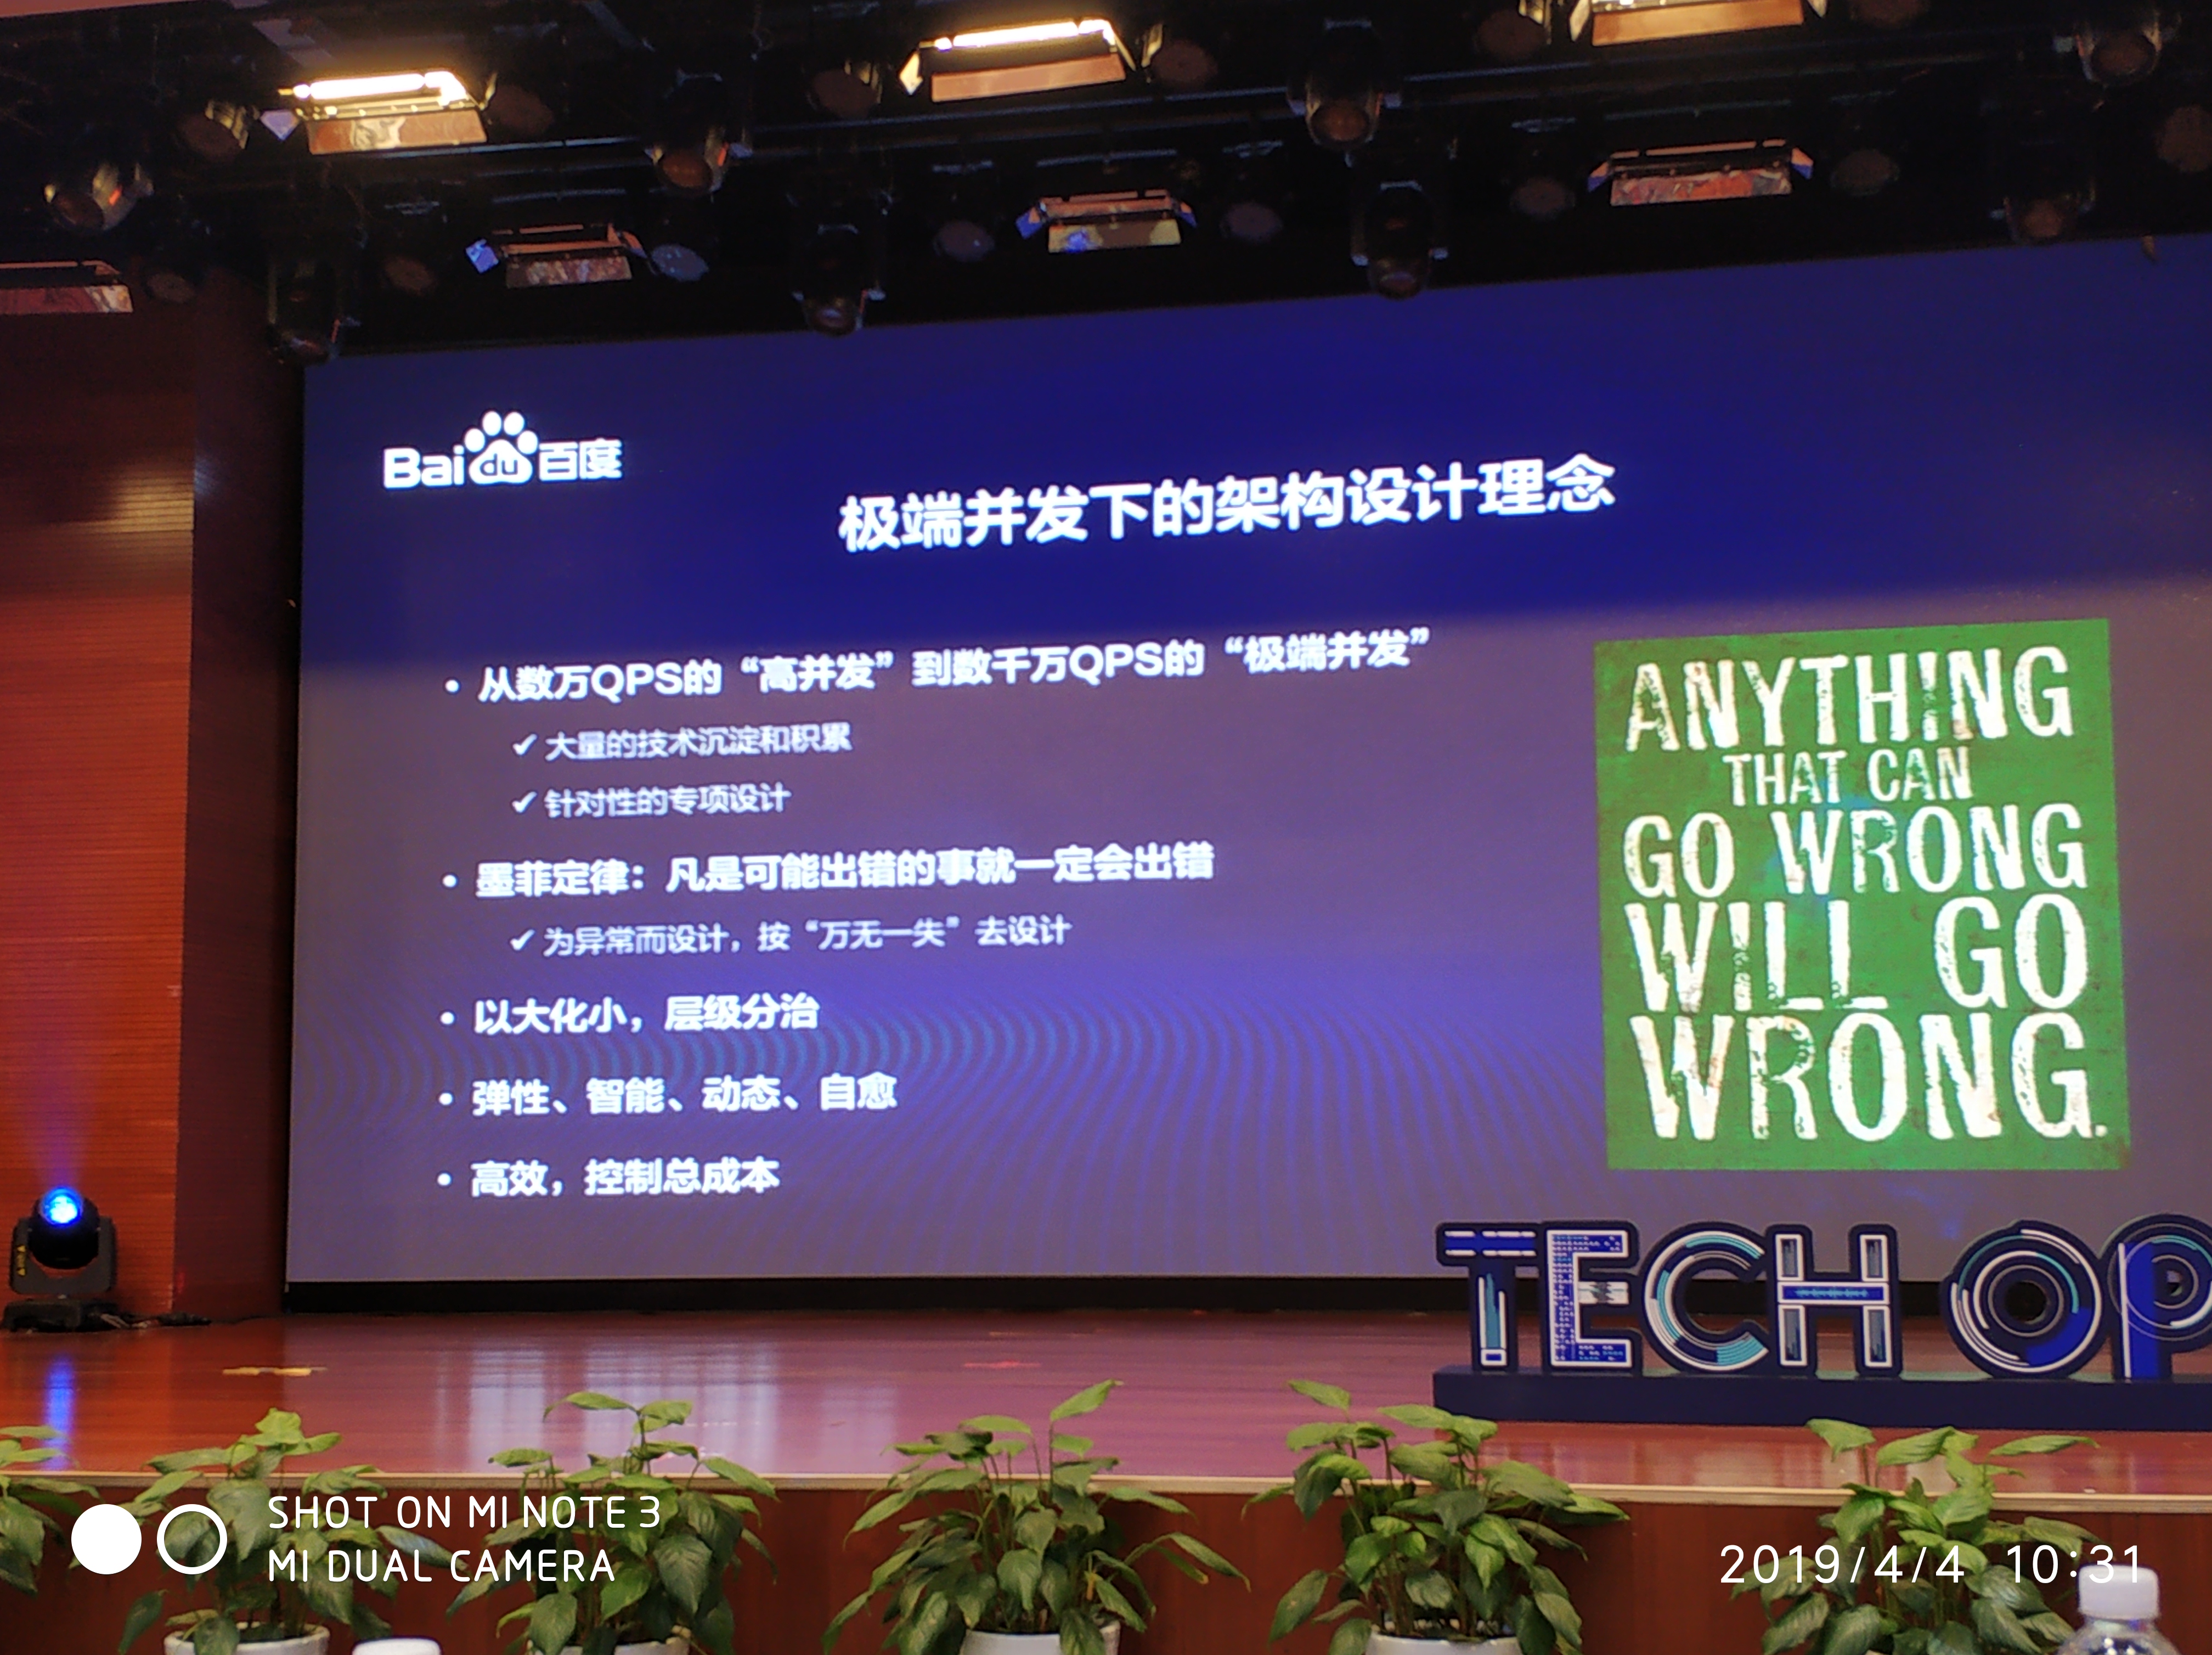 Baidu百度
极端并发下的架构设计理念
• 从数万QPS的“高并发”到数千万QPS的“极端并发”
✓ 大量的技术沉淀和积累
✓ 针对性的专项设计
• 墨菲定律：凡是可能出错的事就一定会出错
✓ 为异常而设计，按“万无一失”去设计
• 以大化小，层级分治
• 弹性、智能、动态、自愈
• 高效，控制总成本
ANYTHING
THAT CAN
GO WRONG
WILL GO
WRONG.
TECH OP
SHOT ON MI NOTE 3
MI DUAL CAMERA
2019/4/4 10:31